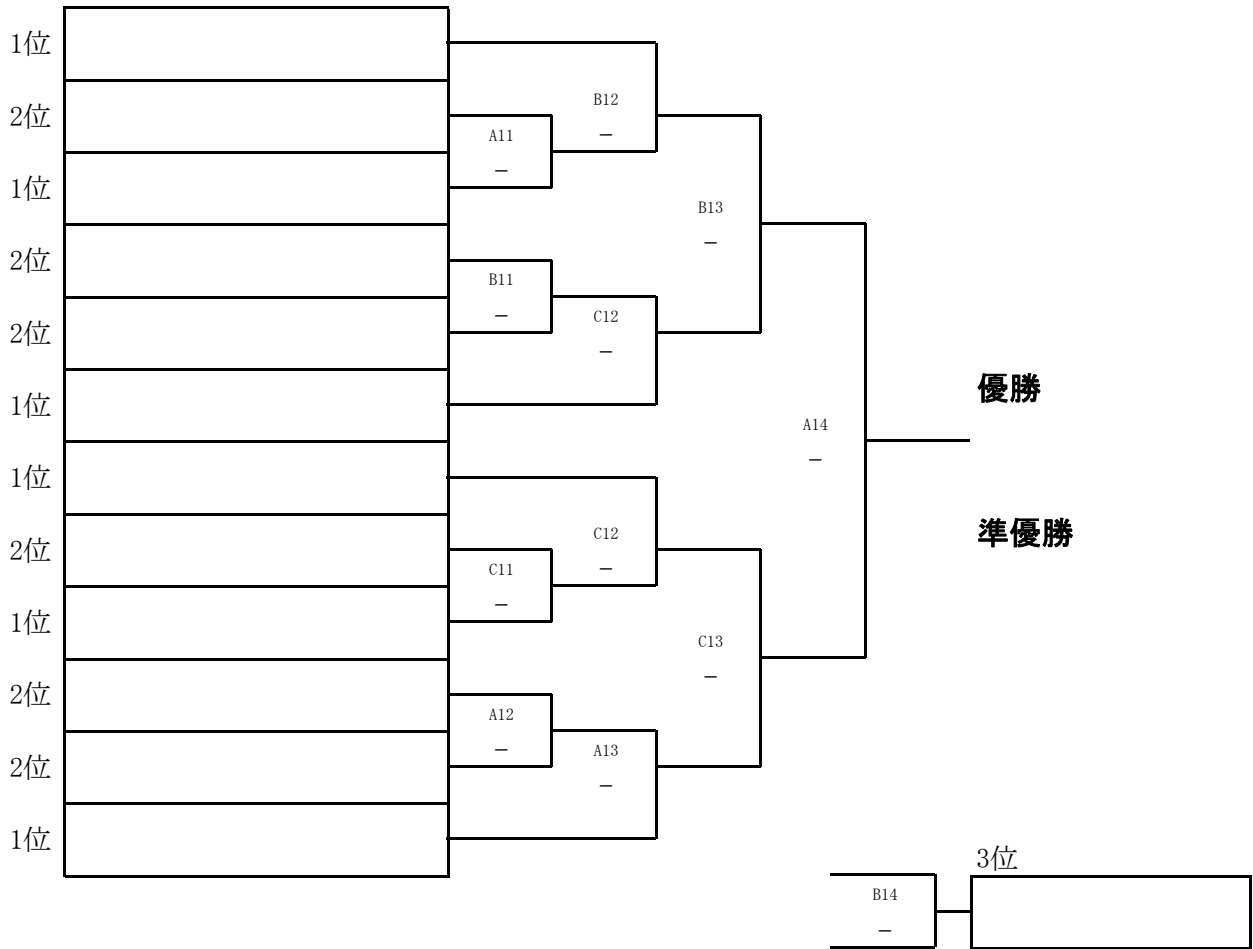 1位
2位
B12
A11
—
—
1位
B13
—
2位
B11
C12
—
2位
—
優勝
1位
A14
—
1位
C12
準優勝
2位
C11
—
—
1位
C13
—
2位
A12
—
A13
2位
—
1位
3位
B14
—